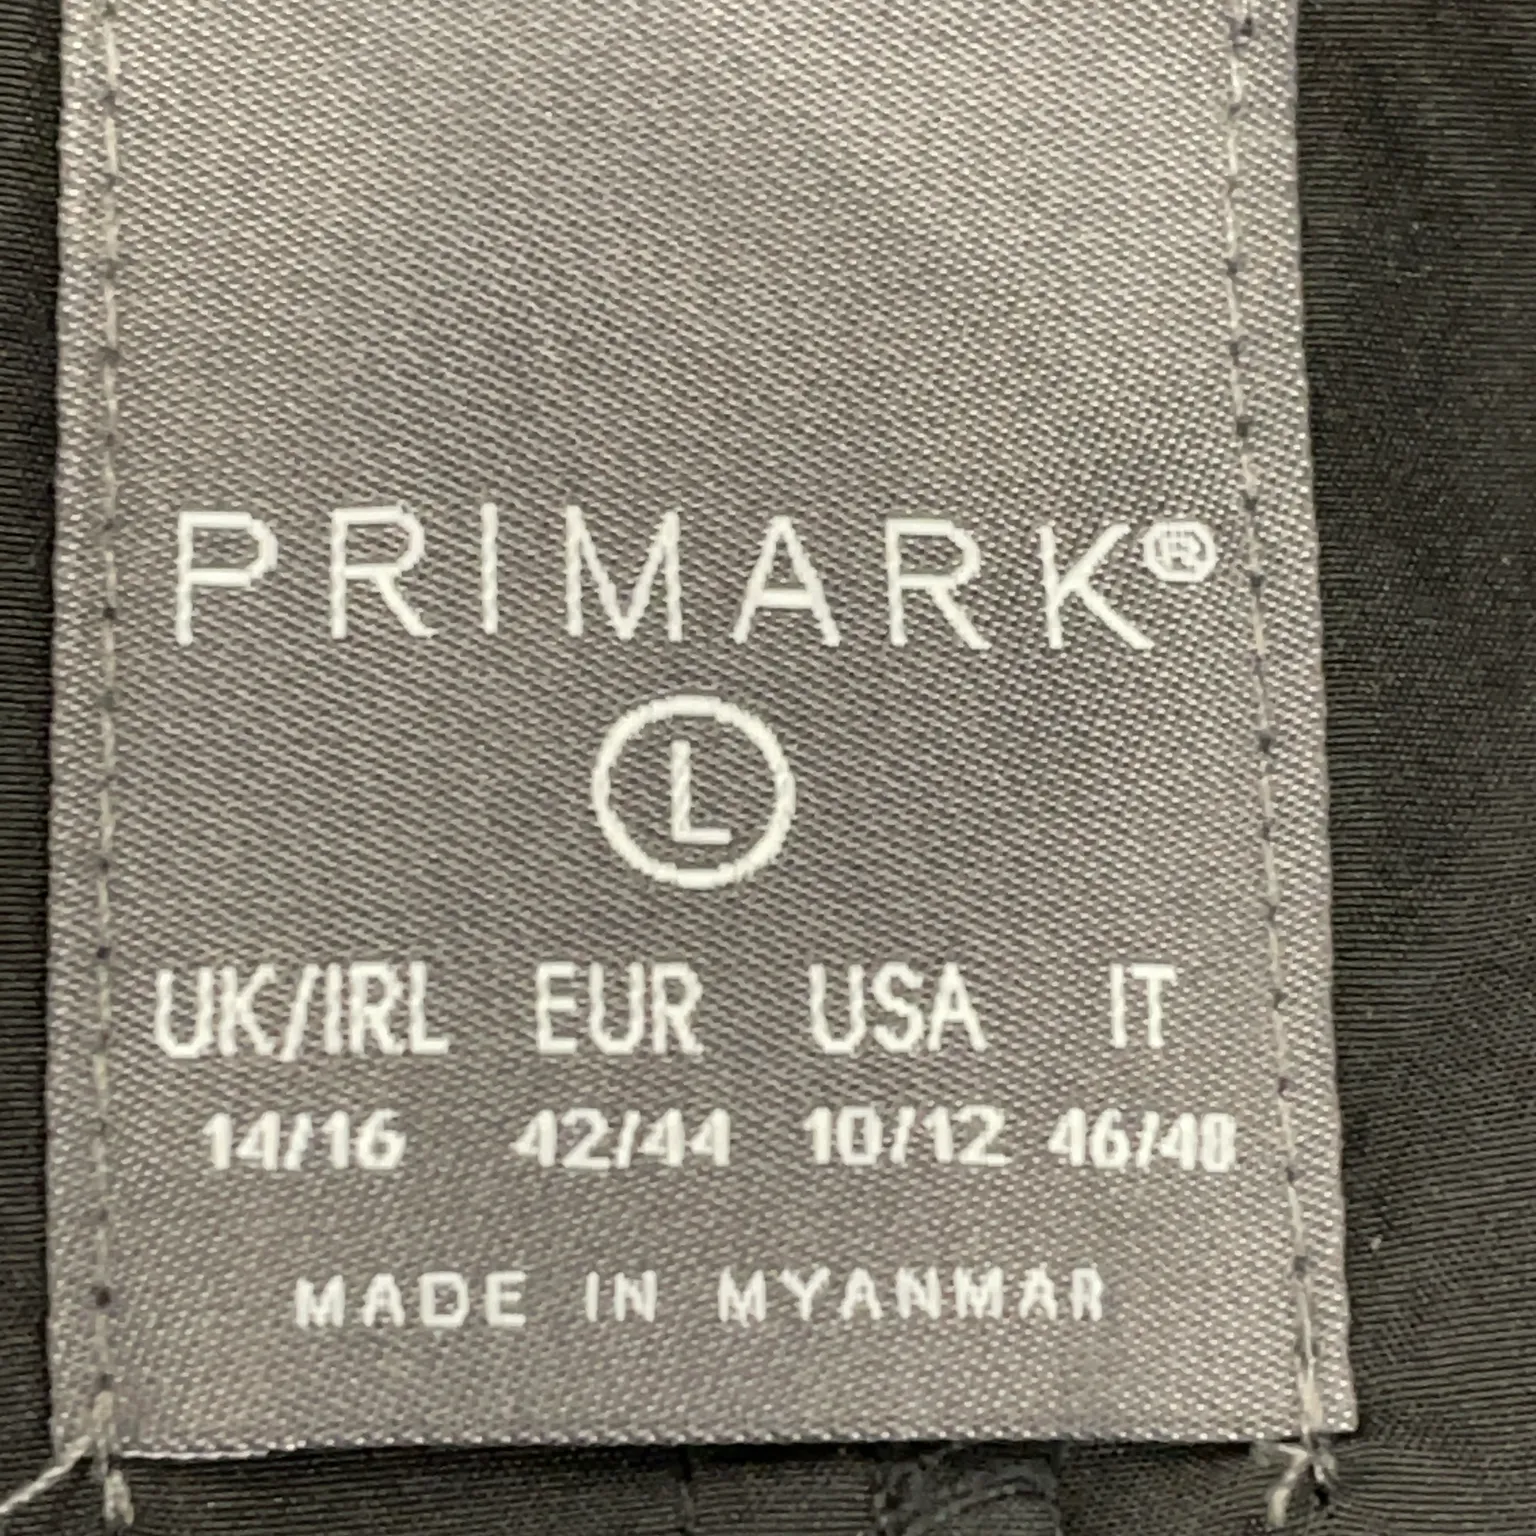 PRIMARK®
L
UK/IRL EUR USA IT
14/16 42/44 10/12 46/48
MADE IN MYANMAR